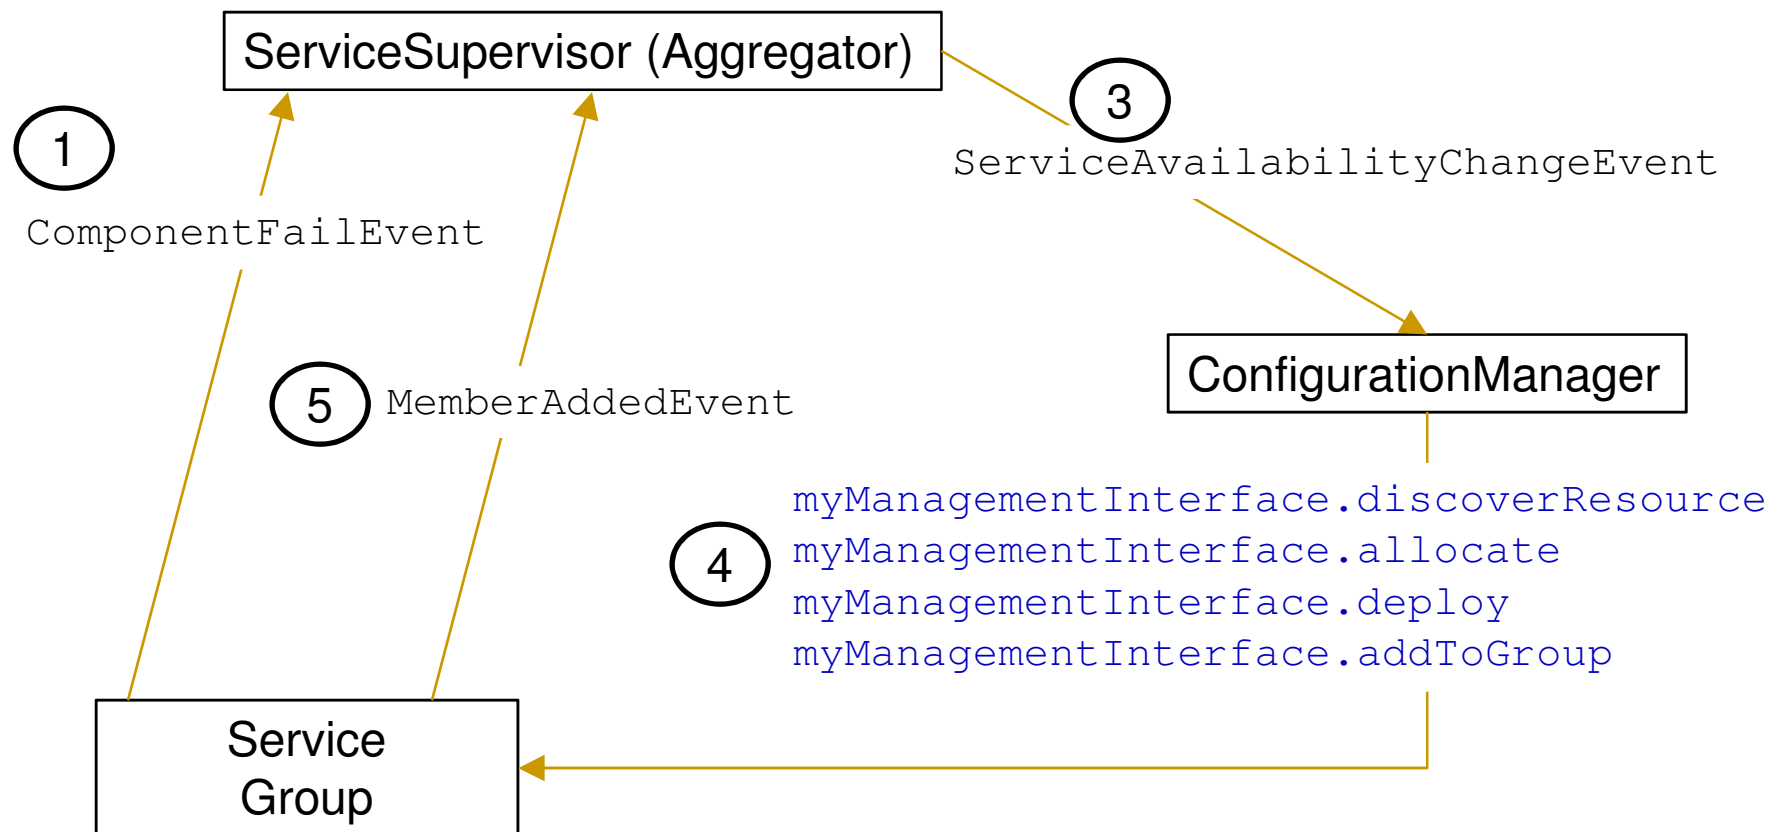 ServiceSupervisor (Aggregator)
1
3
ServiceAvailabilityChangeEvent
ComponentFailEvent
ConfigurationManager
5
MemberAddedEvent
myManagementInterface.discoverResource
4
myManagementInterface.allocate
myManagementInterface.deploy
myManagementInterface.addToGroup
Service
Group